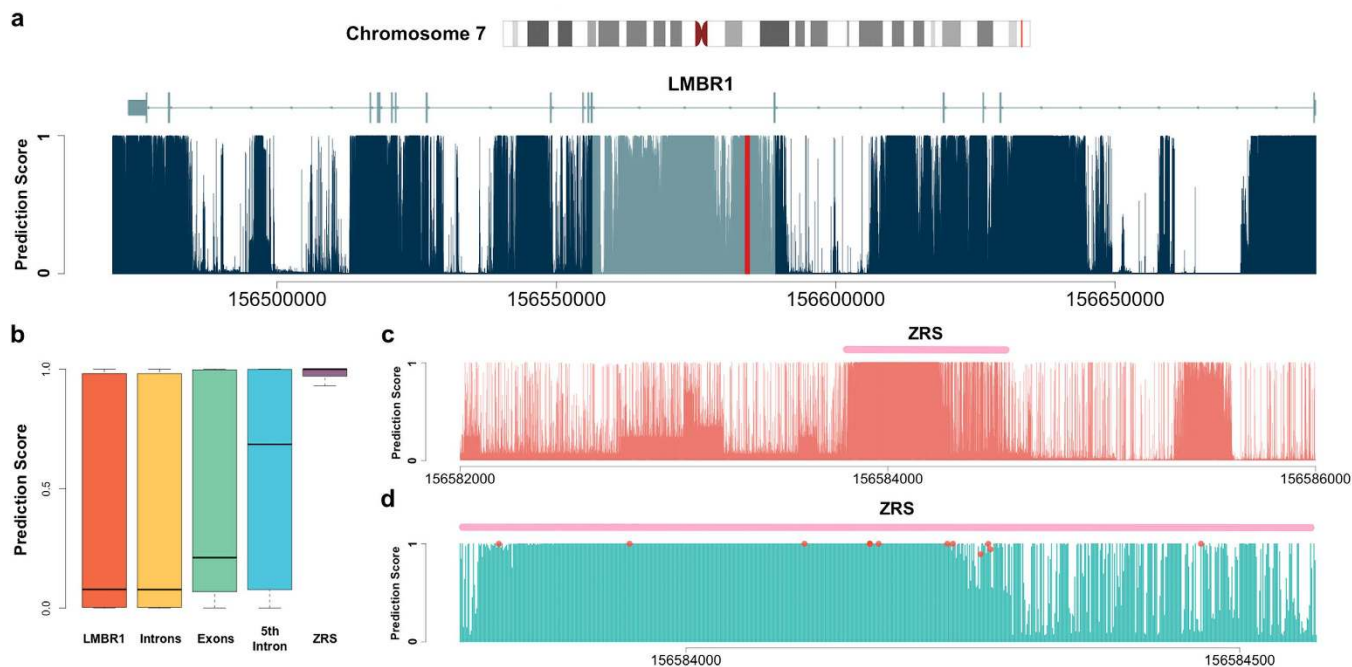 a
Chromosome 7
LMBR1
Prediction Score
1
0
156500000 156550000 156600000 156650000
b
Prediction Score
1.0
0.5
0.0
LMBR1 Introns Exons 5th Intron ZRS
c
ZRS
Prediction Score
1
0
156582000 156584000 156586000
d
ZRS
Prediction Score
1
0
156584000 156584500